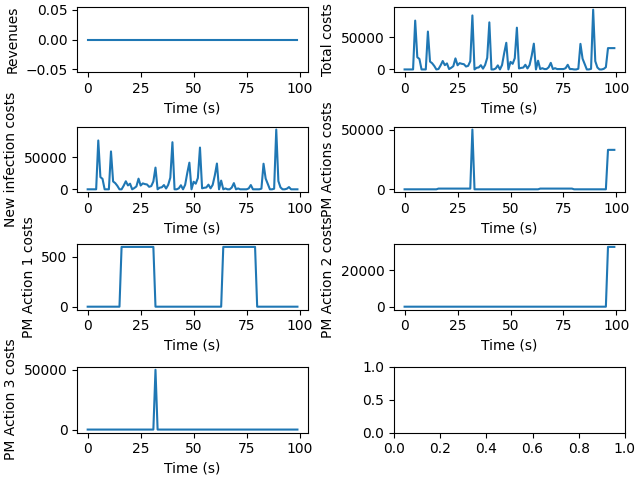 Revenues
0.05
0.00
−0.05
0 25 50 75 100
Time (s)
Total costs
50000
0
0 25 50 75 100
Time (s)
New infection costs
50000
0
0 25 50 75 100
Time (s)
PM Actions costs
50000
0
0 25 50 75 100
Time (s)
PM Action 1 costs
500
0
0 25 50 75 100
Time (s)
PM Action 2 costs
20000
0
0 25 50 75 100
Time (s)
PM Action 3 costs
50000
0
0 25 50 75 100
Time (s)
1.0
0.5
0.0
0.0 0.2 0.4 0.6 0.8 1.0